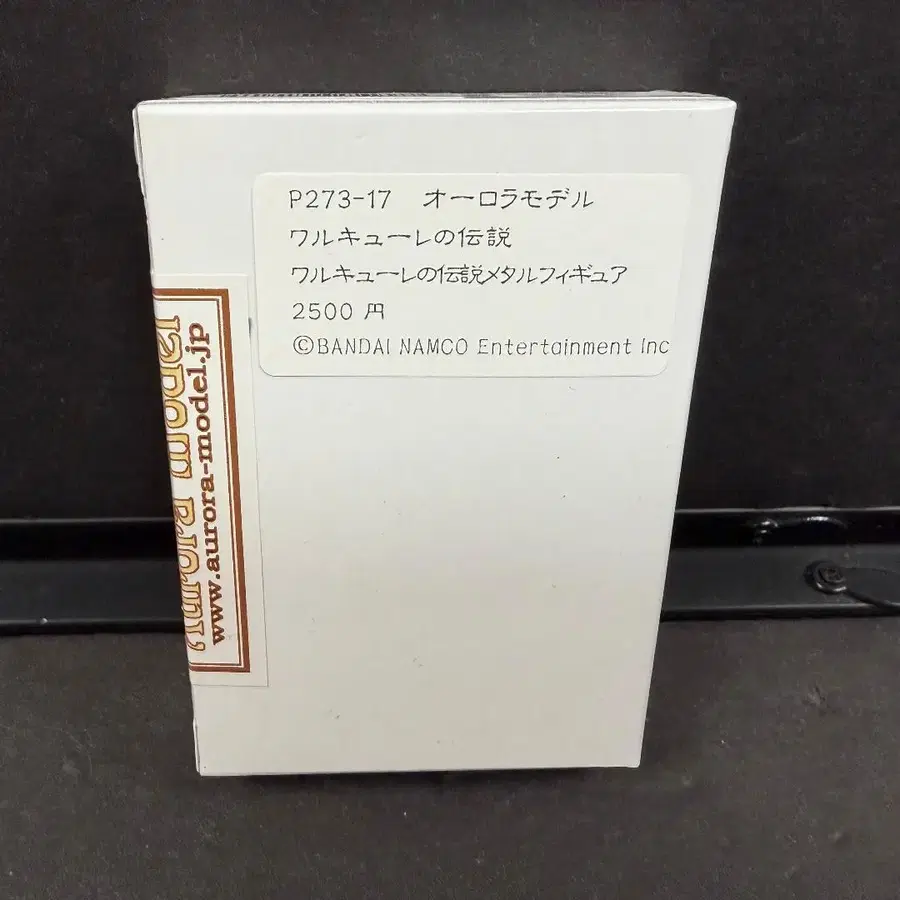 P273-17 オーロラモデル
ワルキューレの伝説
ワルキューレの伝説メタルフィギュア
2500 円
©BANDAI NAMCO Entertainment Inc
www.aurora-model.jp